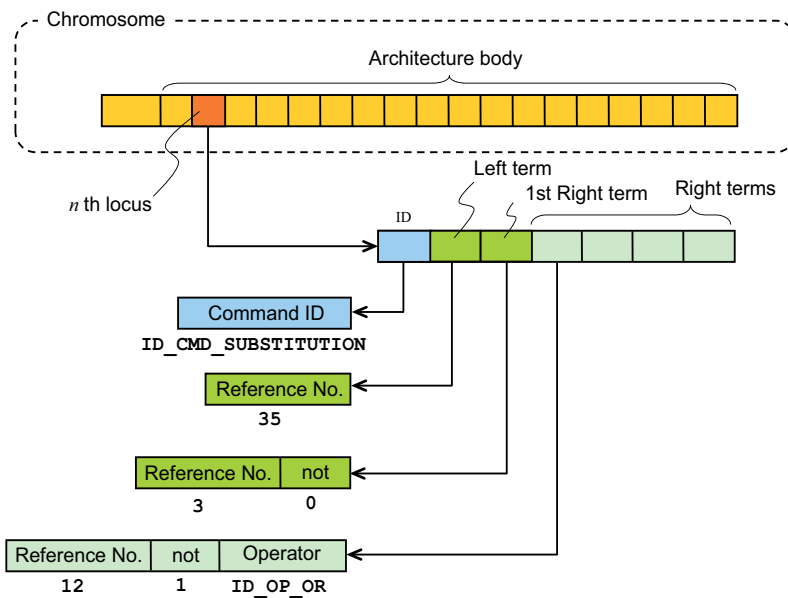 Chromosome
Architecture body
n th locus
Left term
1st Right term
Right terms
ID
Command ID
ID_CMD_SUBSTITUTION
Reference No.
35
Reference No. not
3 0
Reference No. not Operator
12 1 ID_OP_OR